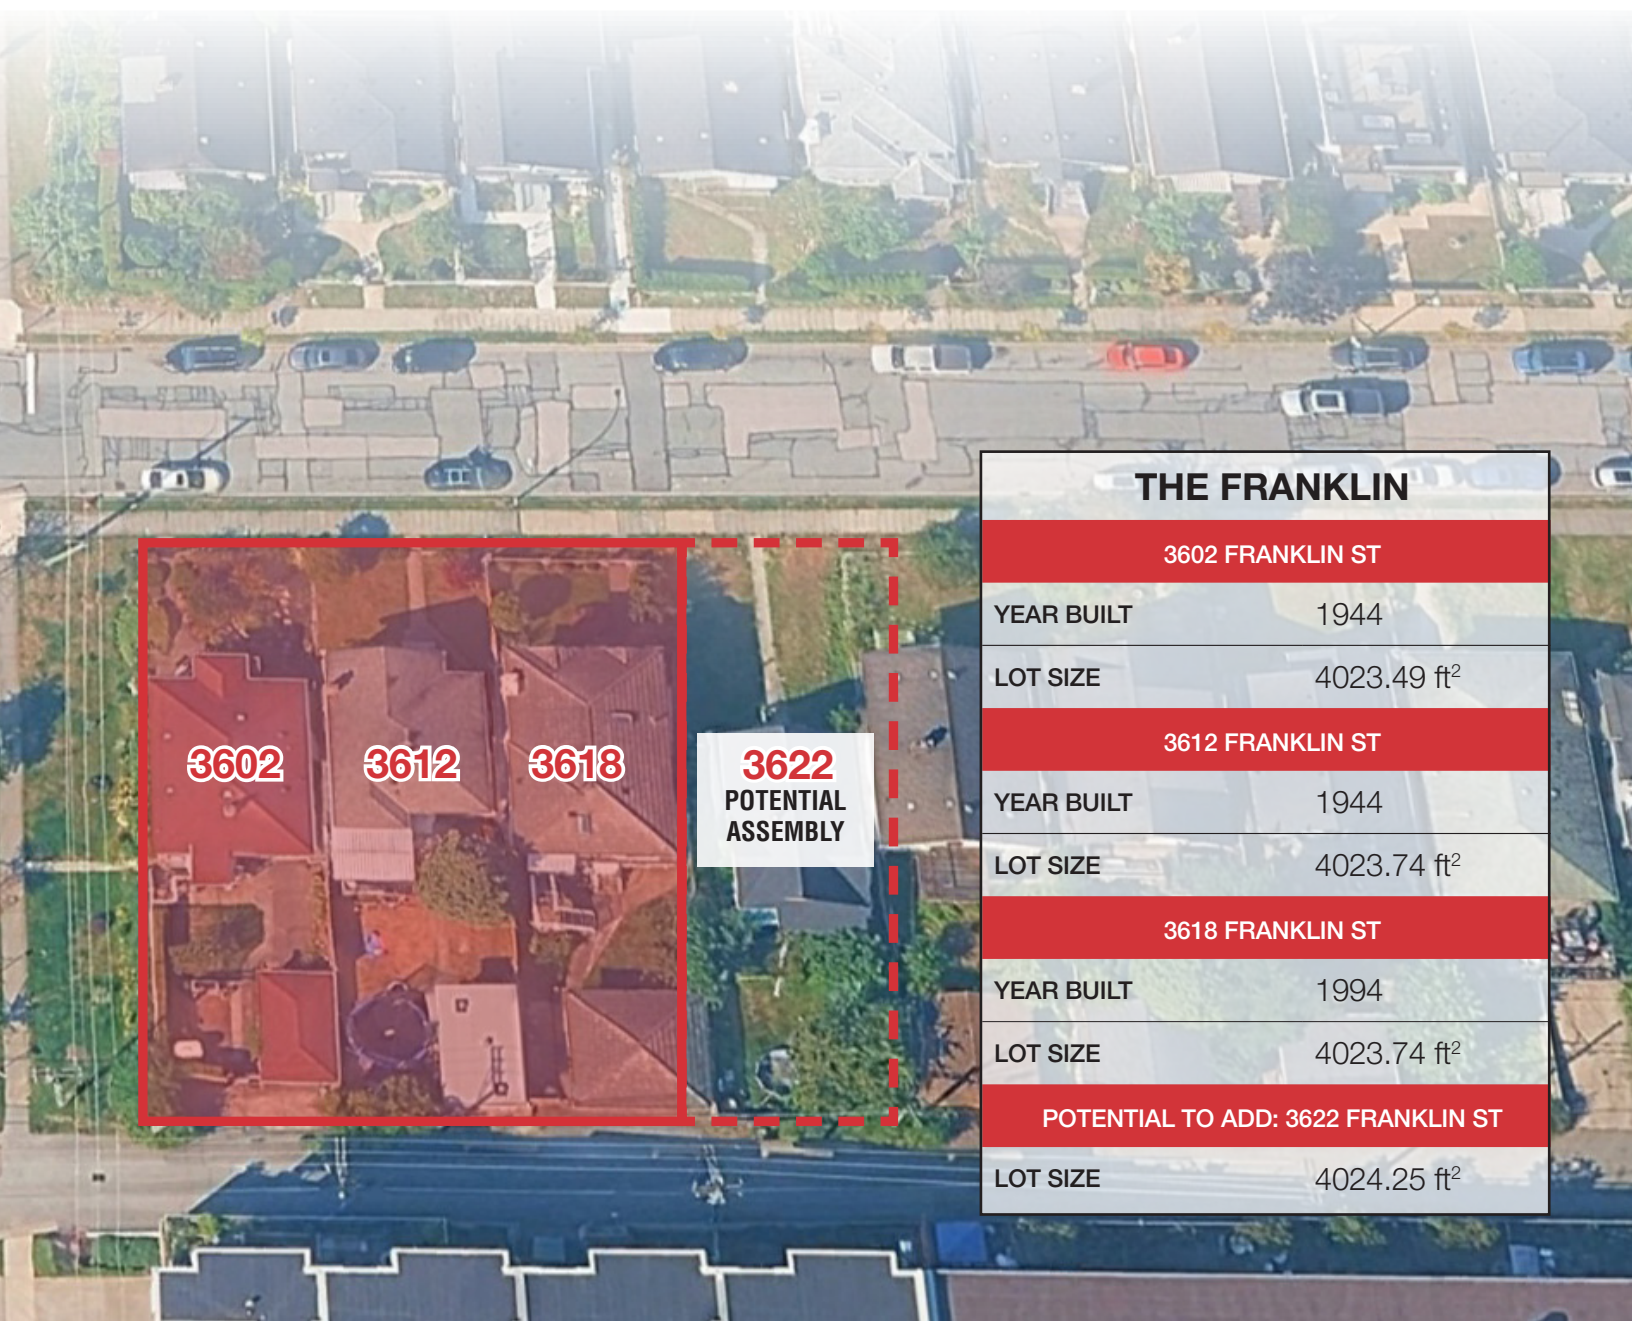 3602
3612
3618
3622
POTENTIAL
ASSEMBLY
THE FRANKLIN
3602 FRANKLIN ST
YEAR BUILT 1944
LOT SIZE 4023.49 ft²
3612 FRANKLIN ST
YEAR BUILT 1944
LOT SIZE 4023.74 ft²
3618 FRANKLIN ST
YEAR BUILT 1994
LOT SIZE 4023.74 ft²
POTENTIAL TO ADD: 3622 FRANKLIN ST
LOT SIZE 4024.25 ft²